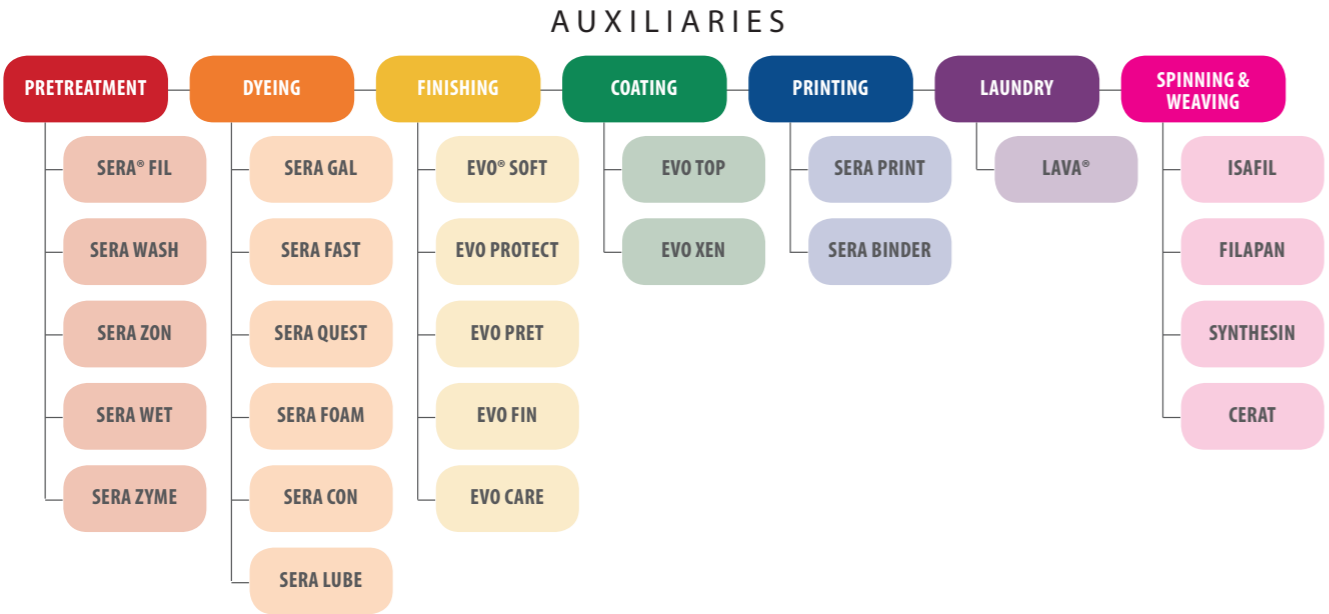 AUXILIARIES
PRETREATMENT
DYEING
FINISHING
COATING
PRINTING
LAUNDRY
SPINNING &
WEAVING
SERA® FIL
SERA WASH
SERA ZON
SERA WET
SERA ZYME
SERA GAL
SERA FAST
SERA QUEST
SERA FOAM
SERA CON
SERA LUBE
EVO® SOFT
EVO PROTECT
EVO PRET
EVO FIN
EVO CARE
EVO TOP
EVO XEN
SERA PRINT
SERA BINDER
LAVA®
ISAFIL
FILAPAN
SYNTHESIN
CERAT